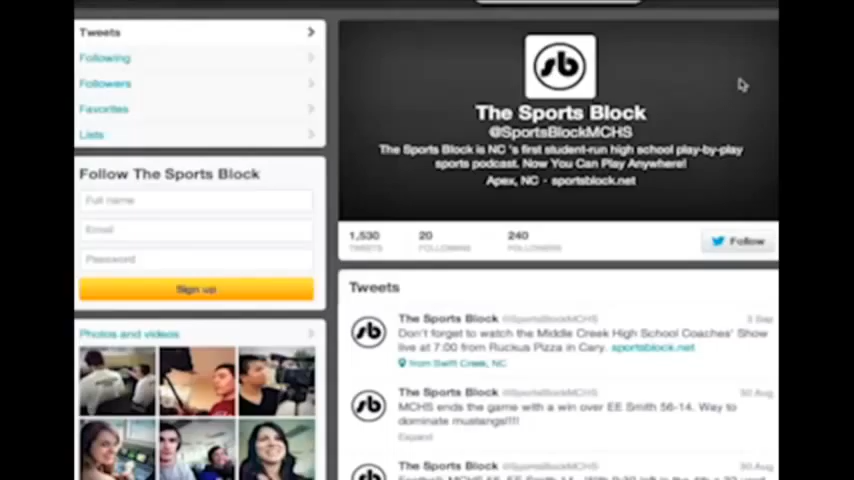 Tweets
Following
Followers
Favorites
Lists
Follow The Sports Block
Full name
Email
Password
Sign up
Photos and videos
sb
The Sports Block
@SportsBlockMCHS
The Sports Block is NC 's first student-run high school play-by-play
sports podcast. Now You Can Play Anywhere!
Apex, NC · sportsblock.net
1,530 20 240
TWEETS FOLLOWING FOLLOWERS
Follow
Tweets
sb
The Sports Block @SportsBlockMCHS 3 Sep
Don't forget to watch the Middle Creek High School Coaches' Show
live at 7:00 from Ruckus Pizza in Cary. sportsblock.net
from Swift Creek, NC
sb
The Sports Block @SportsBlockMCHS 30 Aug
MCHS ends the game with a win over EE Smith 56-14. Way to
dominate mustangs!!!!
Expand
The Sports Block @SportsBlockMCHS 30 Aug